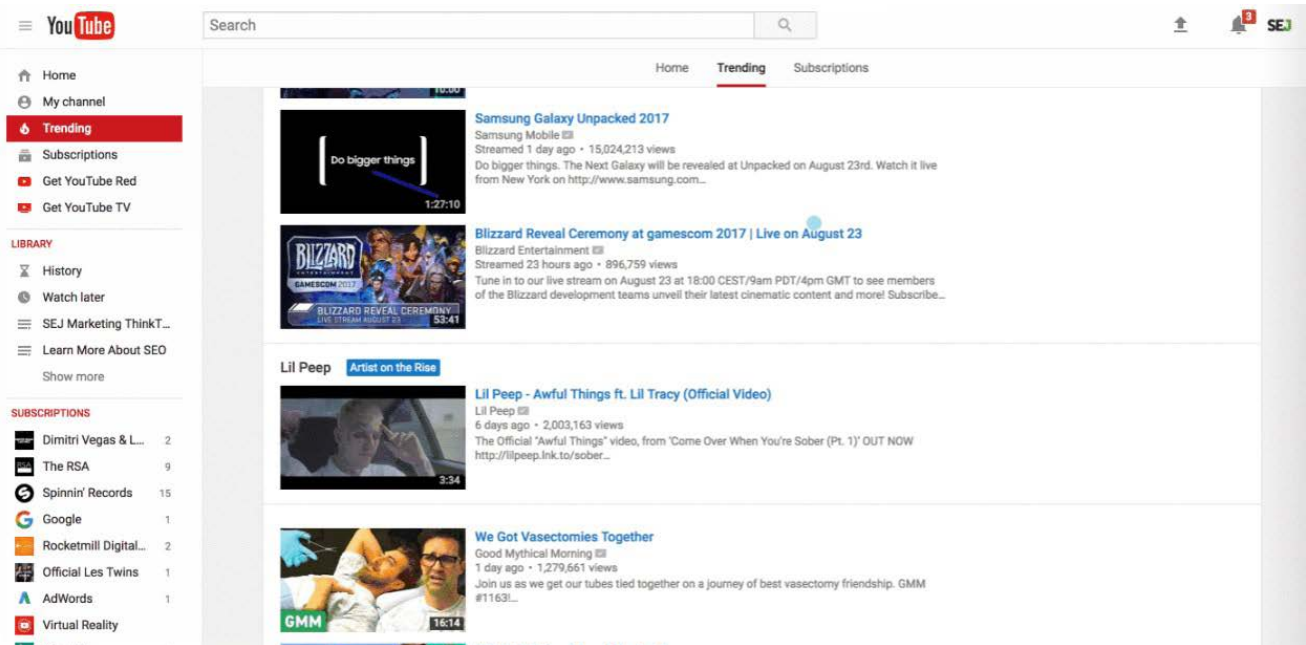 YouTube
Search
3
SEJ
Home
My channel
Trending
Subscriptions
Get YouTube Red
Get YouTube TV
LIBRARY
History
Watch later
SEJ Marketing ThinkT...
Learn More About SEO
Show more
SUBSCRIPTIONS
Dimitri Vegas & L... 2
The RSA 9
Spinnin' Records 15
Google 1
Rocketmill Digital... 2
Official Les Twins 1
AdWords 1
Virtual Reality
Home Trending Subscriptions
10:00
Do bigger things
1:27:10
Samsung Galaxy Unpacked 2017
Samsung Mobile
Streamed 1 day ago • 15,024,213 views
Do bigger things. The Next Galaxy will be revealed at Unpacked on August 23rd. Watch it live
from New York on http://www.samsung.com...
BLIZZARD
ENTERTAINMENT
GAMESCOM 2017
BLIZZARD REVEAL CEREMONY
LIVE STREAM AUGUST 23
53:41
Blizzard Reveal Ceremony at gamescom 2017 | Live on August 23
Blizzard Entertainment
Streamed 23 hours ago • 896,759 views
Tune in to our live stream on August 23 at 18:00 CEST/9am PDT/4pm GMT to see members
of the Blizzard development teams unveil their latest cinematic content and more! Subscribe...
Lil Peep Artist on the Rise
3:34
Lil Peep - Awful Things ft. Lil Tracy (Official Video)
Lil Peep
6 days ago • 2,003,163 views
The Official "Awful Things" video, from 'Come Over When You're Sober (Pt. 1)' OUT NOW
http://lilpeep.lnk.to/sober...
GMM
16:14
We Got Vasectomies Together
Good Mythical Morning
1 day ago • 1,279,661 views
Join us as we get our tubes tied together on a journey of best vasectomy friendship. GMM
#1163!...